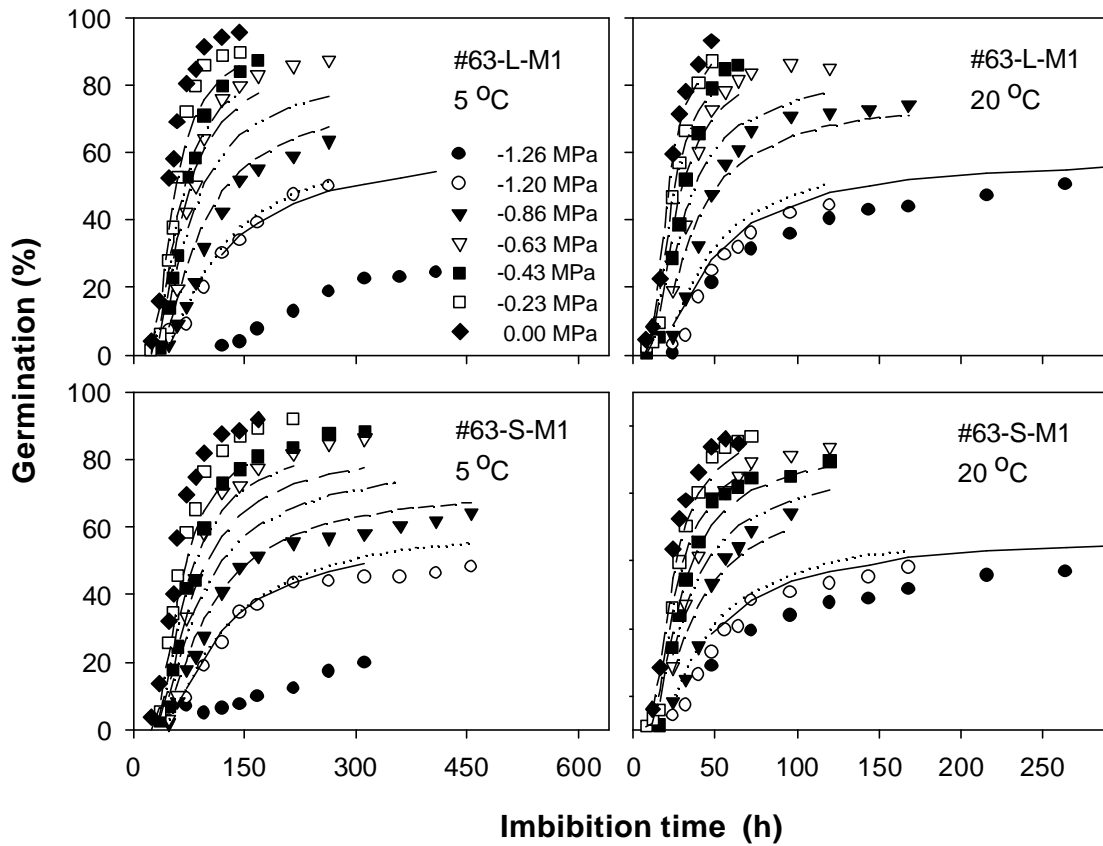 100
80
60
40
20
0
#63-L-M1
5 °C
-1.26 MPa
-1.20 MPa
-0.86 MPa
-0.63 MPa
-0.43 MPa
-0.23 MPa
0.00 MPa
#63-L-M1
20 °C
Germination (%)
100
80
60
40
20
0
#63-S-M1
5 °C
#63-S-M1
20 °C
0 150 300 450 600
0 50 100 150 200 250
Imbibition time (h)